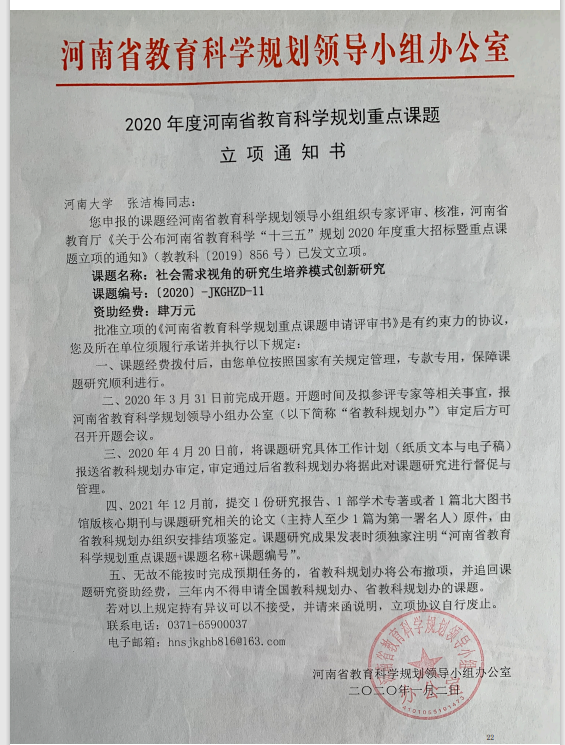 河南省教育科学规划领导小组办公室
2020 年度河南省教育科学规划重点课题
立 项 通 知 书
河南大学 张洁梅同志：
您申报的课题经河南省教育科学规划领导小组组织专家评审、核准，河南省
教育厅《关于公布河南省教育科学“十三五”规划 2020 年度重大招标暨重点课
题立项的通知》（教教科〔2019〕856 号）已发文立项。
课题名称：社会需求视角的研究生培养模式创新研究
课题编号：〔2020〕-JKGHZD-11
资助经费：肆万元
批准立项的《河南省教育科学规划重点课题申请评审书》是有约束力的协议，
您及所在单位须履行承诺并执行以下规定：
一、课题经费拨付后，由您单位按照国家有关规定管理，专款专用，保障课
题研究顺利进行。
二、2020 年 3 月 31 日前完成开题。开题时间及拟参评专家等相关事宜，报
河南省教育科学规划领导小组办公室（以下简称“省教科规划办”）审定后方可
召开开题会议。
三、2020 年 4 月 20 日前，将课题研究具体工作计划（纸质文本与电子稿）
报送省教科规划办审定，审定通过后省教科规划办将据此对课题研究进行督促与
管理。
四、2021 年 12 月前，提交 1 份研究报告、1 部学术专著或者 1 篇北大图书
馆版核心期刊与课题研究相关的论文（主持人至少 1 篇为第一署名人）原件，由
省教科规划办组织安排结项鉴定。课题研究成果发表时须独家注明“河南省教育
科学规划重点课题+课题名称+课题编号”。
五、无故不能按时完成预期任务的，省教科规划办将公布撤项，并追回课
题研究资助经费，三年内不得申请全国教科规划办、省教科规划办的课题。
若对以上规定持有异议可以不接受，并请来函说明，立项协议自行废止。
联系电话：0371-65900037
电子邮箱：hnsjkghb816@163.com
河南省教育科学规划领导小组办公室
二〇二〇年一月二日
22